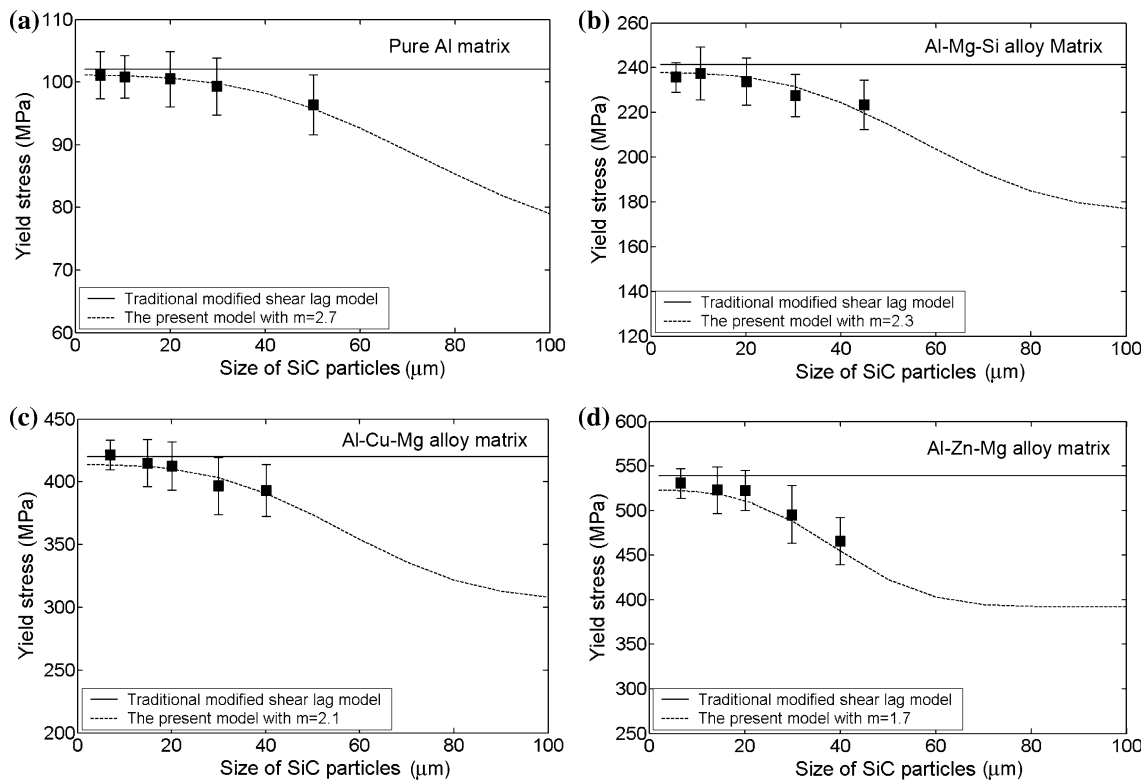 (a)
Pure Al matrix
Yield stress (MPa)
110
100
90
80
70
60
Traditional modified shear lag model
The present model with m=2.7
0 20 40 60 80 100
Size of SiC particles (μm)
(b)
Al-Mg-Si alloy Matrix
Yield stress (MPa)
260
240
220
200
180
160
140
120
Traditional modified shear lag model
The present model with m=2.3
0 20 40 60 80 100
Size of SiC particles (μm)
(c)
Al-Cu-Mg alloy matrix
Yield stress (MPa)
450
400
350
300
250
200
Traditional modified shear lag model
The present model with m=2.1
0 20 40 60 80 100
Size of SiC particles (μm)
(d)
Al-Zn-Mg alloy matrix
Yield stress (MPa)
600
550
500
450
400
350
300
250
Traditional modified shear lag model
The present model with m=1.7
0 20 40 60 80 100
Size of SiC particles (μm)